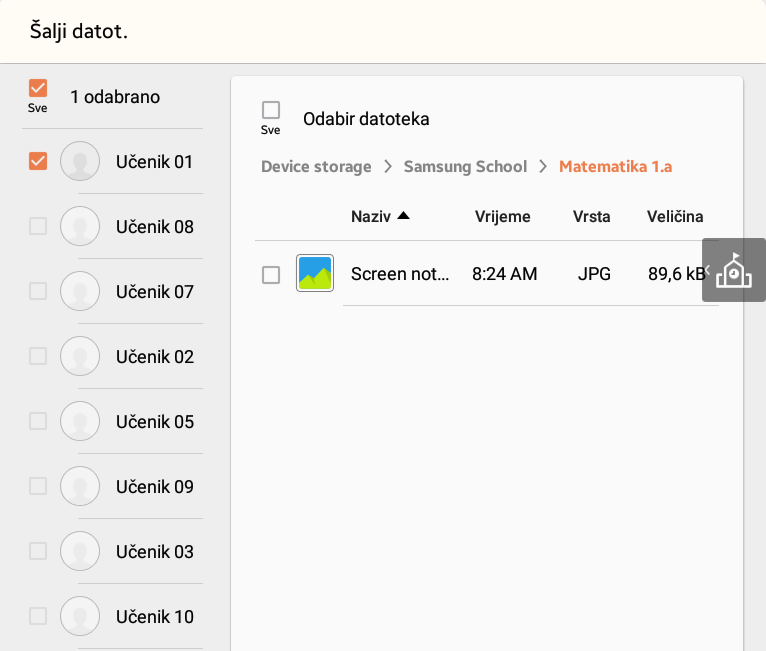 Šalji datot.
Sve
1 odabrano
Učenik 01
Učenik 08
Učenik 07
Učenik 02
Učenik 05
Učenik 09
Učenik 03
Učenik 10
Sve
Odabir datoteka
Device storage > Samsung School > Matematika 1.a
Naziv Vrijeme Vrsta Veličina
Screen not... 8:24 AM JPG 89,6 kB